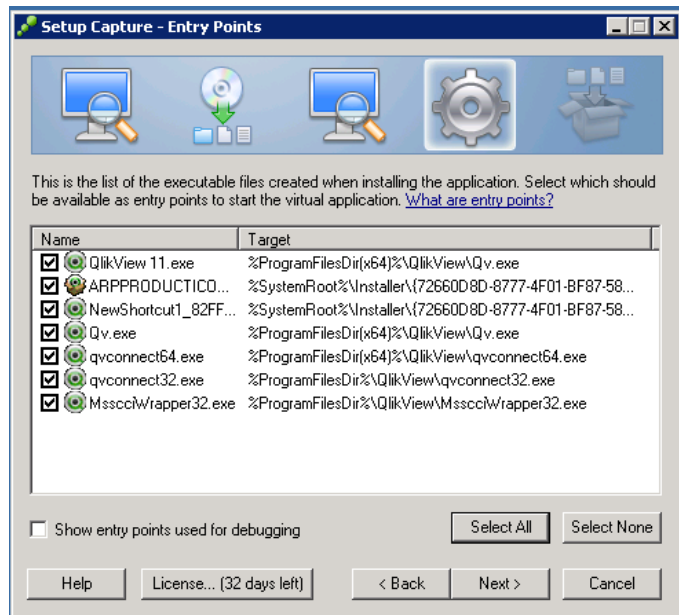 Setup Capture - Entry Points
This is the list of the executable files created when installing the application. Select which should
be available as entry points to start the virtual application. What are entry points?
Name Target
QlikView 11.exe %ProgramFilesDir(x64)%\QlikView\Qv.exe
ARPPRODUCTICO... %SystemRoot%\Installer\{72660D8D-8777-4F01-BF87-58...
NewShortcut1_82FF... %SystemRoot%\Installer\{72660D8D-8777-4F01-BF87-58...
Qv.exe %ProgramFilesDir(x64)%\QlikView\Qv.exe
qvconnect64.exe %ProgramFilesDir(x64)%\QlikView\qvconnect64.exe
qvconnect32.exe %ProgramFilesDir%\QlikView\qvconnect32.exe
MsscciWrapper32.exe %ProgramFilesDir%\QlikView\MsscciWrapper32.exe
Show entry points used for debugging Select All Select None
Help License... (32 days left) < Back Next > Cancel